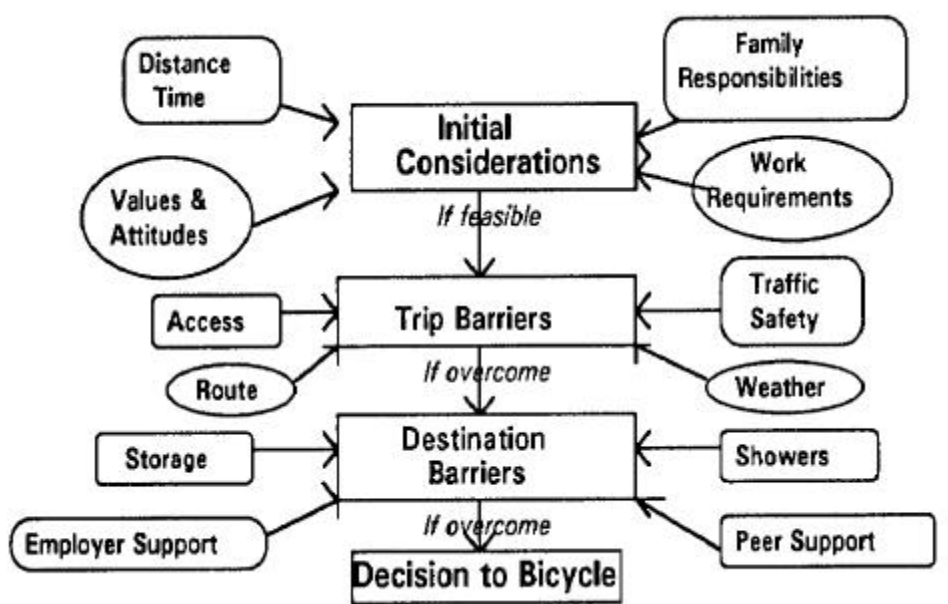 Distance
Time
Family
Responsibilities
Initial
Considerations
Values &
Attitudes
Work
Requirements
If feasible
Access
Trip Barriers
Traffic
Safety
Route
If overcome
Weather
Storage
Destination
Barriers
Showers
Employer Support
If overcome
Peer Support
Decision to Bicycle